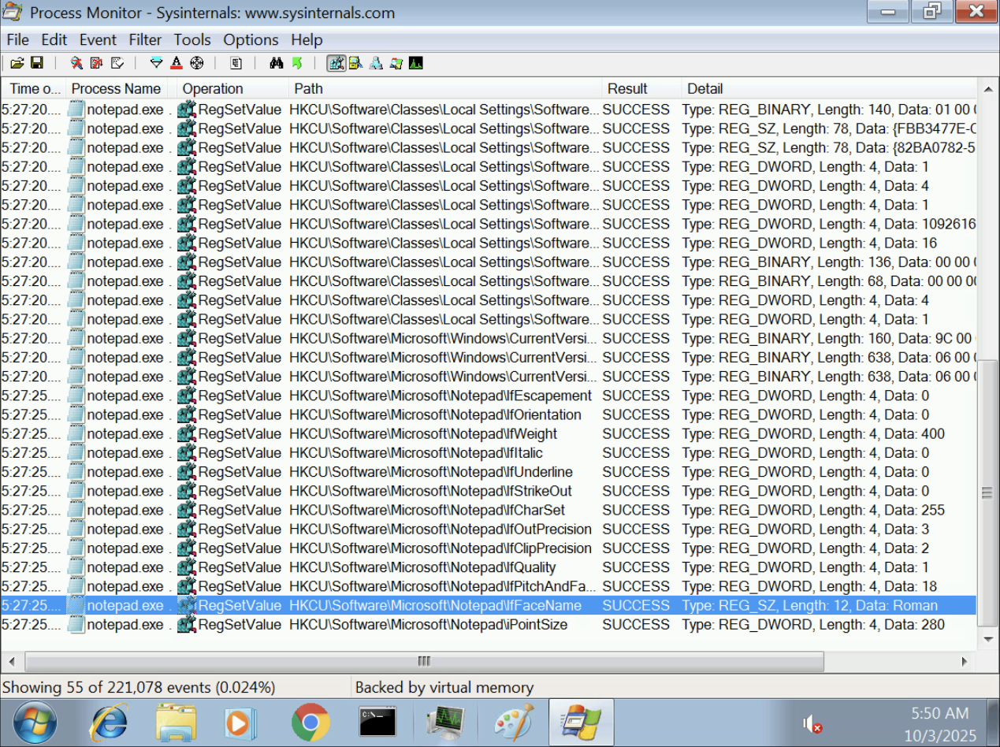 Process Monitor - Sysinternals: www.sysinternals.com
File Edit Event Filter Tools Options Help
Time o... Process Name Operation Path Result Detail
5:27:20.... notepad.exe . RegSetValue HKCU\Software\Classes\Local Settings\Software... SUCCESS Type: REG_BINARY, Length: 140, Data: 01 00
5:27:20.... notepad.exe . RegSetValue HKCU\Software\Classes\Local Settings\Software... SUCCESS Type: REG_SZ, Length: 78, Data: {FBB3477E-C
5:27:20.... notepad.exe . RegSetValue HKCU\Software\Classes\Local Settings\Software... SUCCESS Type: REG_SZ, Length: 78, Data: {82BA0782-5
5:27:20.... notepad.exe . RegSetValue HKCU\Software\Classes\Local Settings\Software... SUCCESS Type: REG_DWORD, Length: 4, Data: 1
5:27:20.... notepad.exe . RegSetValue HKCU\Software\Classes\Local Settings\Software... SUCCESS Type: REG_DWORD, Length: 4, Data: 4
5:27:20.... notepad.exe . RegSetValue HKCU\Software\Classes\Local Settings\Software... SUCCESS Type: REG_DWORD, Length: 4, Data: 1
5:27:20.... notepad.exe . RegSetValue HKCU\Software\Classes\Local Settings\Software... SUCCESS Type: REG_DWORD, Length: 4, Data: 1092616
5:27:20.... notepad.exe . RegSetValue HKCU\Software\Classes\Local Settings\Software... SUCCESS Type: REG_DWORD, Length: 4, Data: 16
5:27:20.... notepad.exe . RegSetValue HKCU\Software\Classes\Local Settings\Software... SUCCESS Type: REG_BINARY, Length: 136, Data: 00 00
5:27:20.... notepad.exe . RegSetValue HKCU\Software\Classes\Local Settings\Software... SUCCESS Type: REG_BINARY, Length: 68, Data: 00 00 00
5:27:20.... notepad.exe . RegSetValue HKCU\Software\Classes\Local Settings\Software... SUCCESS Type: REG_DWORD, Length: 4, Data: 4
5:27:20.... notepad.exe . RegSetValue HKCU\Software\Classes\Local Settings\Software... SUCCESS Type: REG_DWORD, Length: 4, Data: 1
5:27:20.... notepad.exe . RegSetValue HKCU\Software\Microsoft\Windows\CurrentVersi... SUCCESS Type: REG_BINARY, Length: 160, Data: 9C 00
5:27:20.... notepad.exe . RegSetValue HKCU\Software\Microsoft\Windows\CurrentVersi... SUCCESS Type: REG_BINARY, Length: 638, Data: 06 00
5:27:20.... notepad.exe . RegSetValue HKCU\Software\Microsoft\Windows\CurrentVersi... SUCCESS Type: REG_BINARY, Length: 638, Data: 06 00
5:27:25.... notepad.exe . RegSetValue HKCU\Software\Microsoft\Notepad\lfEscapement SUCCESS Type: REG_DWORD, Length: 4, Data: 0
5:27:25.... notepad.exe . RegSetValue HKCU\Software\Microsoft\Notepad\lfOrientation SUCCESS Type: REG_DWORD, Length: 4, Data: 0
5:27:25.... notepad.exe . RegSetValue HKCU\Software\Microsoft\Notepad\lfWeight SUCCESS Type: REG_DWORD, Length: 4, Data: 400
5:27:25.... notepad.exe . RegSetValue HKCU\Software\Microsoft\Notepad\lfItalic SUCCESS Type: REG_DWORD, Length: 4, Data: 0
5:27:25.... notepad.exe . RegSetValue HKCU\Software\Microsoft\Notepad\lfUnderline SUCCESS Type: REG_DWORD, Length: 4, Data: 0
5:27:25.... notepad.exe . RegSetValue HKCU\Software\Microsoft\Notepad\lfStrikeOut SUCCESS Type: REG_DWORD, Length: 4, Data: 0
5:27:25.... notepad.exe . RegSetValue HKCU\Software\Microsoft\Notepad\lfCharSet SUCCESS Type: REG_DWORD, Length: 4, Data: 255
5:27:25.... notepad.exe . RegSetValue HKCU\Software\Microsoft\Notepad\lfOutPrecision SUCCESS Type: REG_DWORD, Length: 4, Data: 3
5:27:25.... notepad.exe . RegSetValue HKCU\Software\Microsoft\Notepad\lfClipPrecision SUCCESS Type: REG_DWORD, Length: 4, Data: 2
5:27:25.... notepad.exe . RegSetValue HKCU\Software\Microsoft\Notepad\lfQuality SUCCESS Type: REG_DWORD, Length: 4, Data: 1
5:27:25.... notepad.exe . RegSetValue HKCU\Software\Microsoft\Notepad\lfPitchAndFa... SUCCESS Type: REG_DWORD, Length: 4, Data: 18
5:27:25.... notepad.exe . RegSetValue HKCU\Software\Microsoft\Notepad\lfFaceName SUCCESS Type: REG_SZ, Length: 12, Data: Roman
5:27:25.... notepad.exe . RegSetValue HKCU\Software\Microsoft\Notepad\iPointSize SUCCESS Type: REG_DWORD, Length: 4, Data: 280
Showing 55 of 221,078 events (0.024%) Backed by virtual memory
C:\_
5:50 AM
10/3/2025